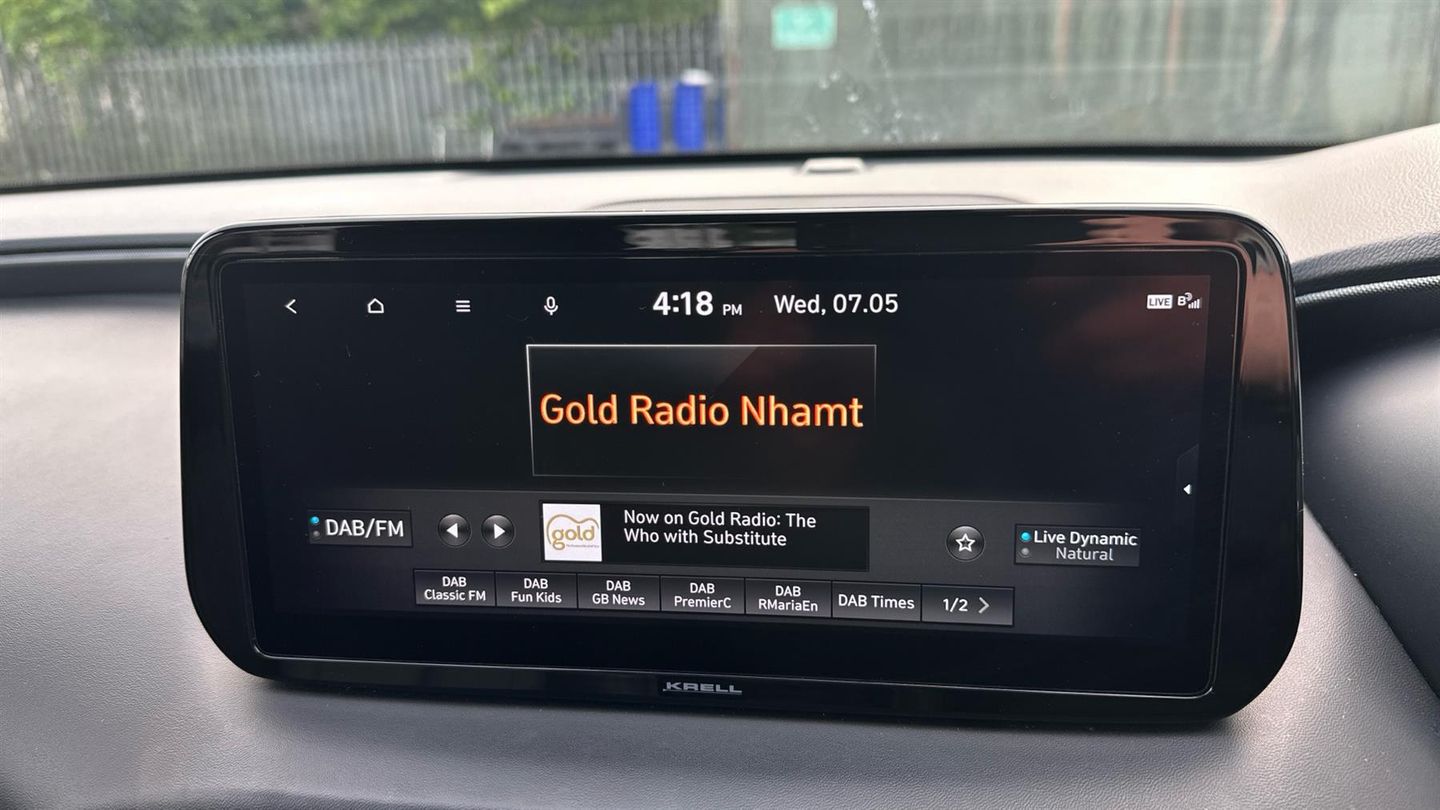 4:18 PM Wed, 07.05 LIVE B
Gold Radio Nhamt
DAB/FM
gold
Now on Gold Radio: The
Who with Substitute
Live Dynamic
Natural
DAB
Classic FM
DAB
Fun Kids
DAB
GB News
DAB
PremierC
DAB
RMariaEn
DAB Times
1/2
KRELL